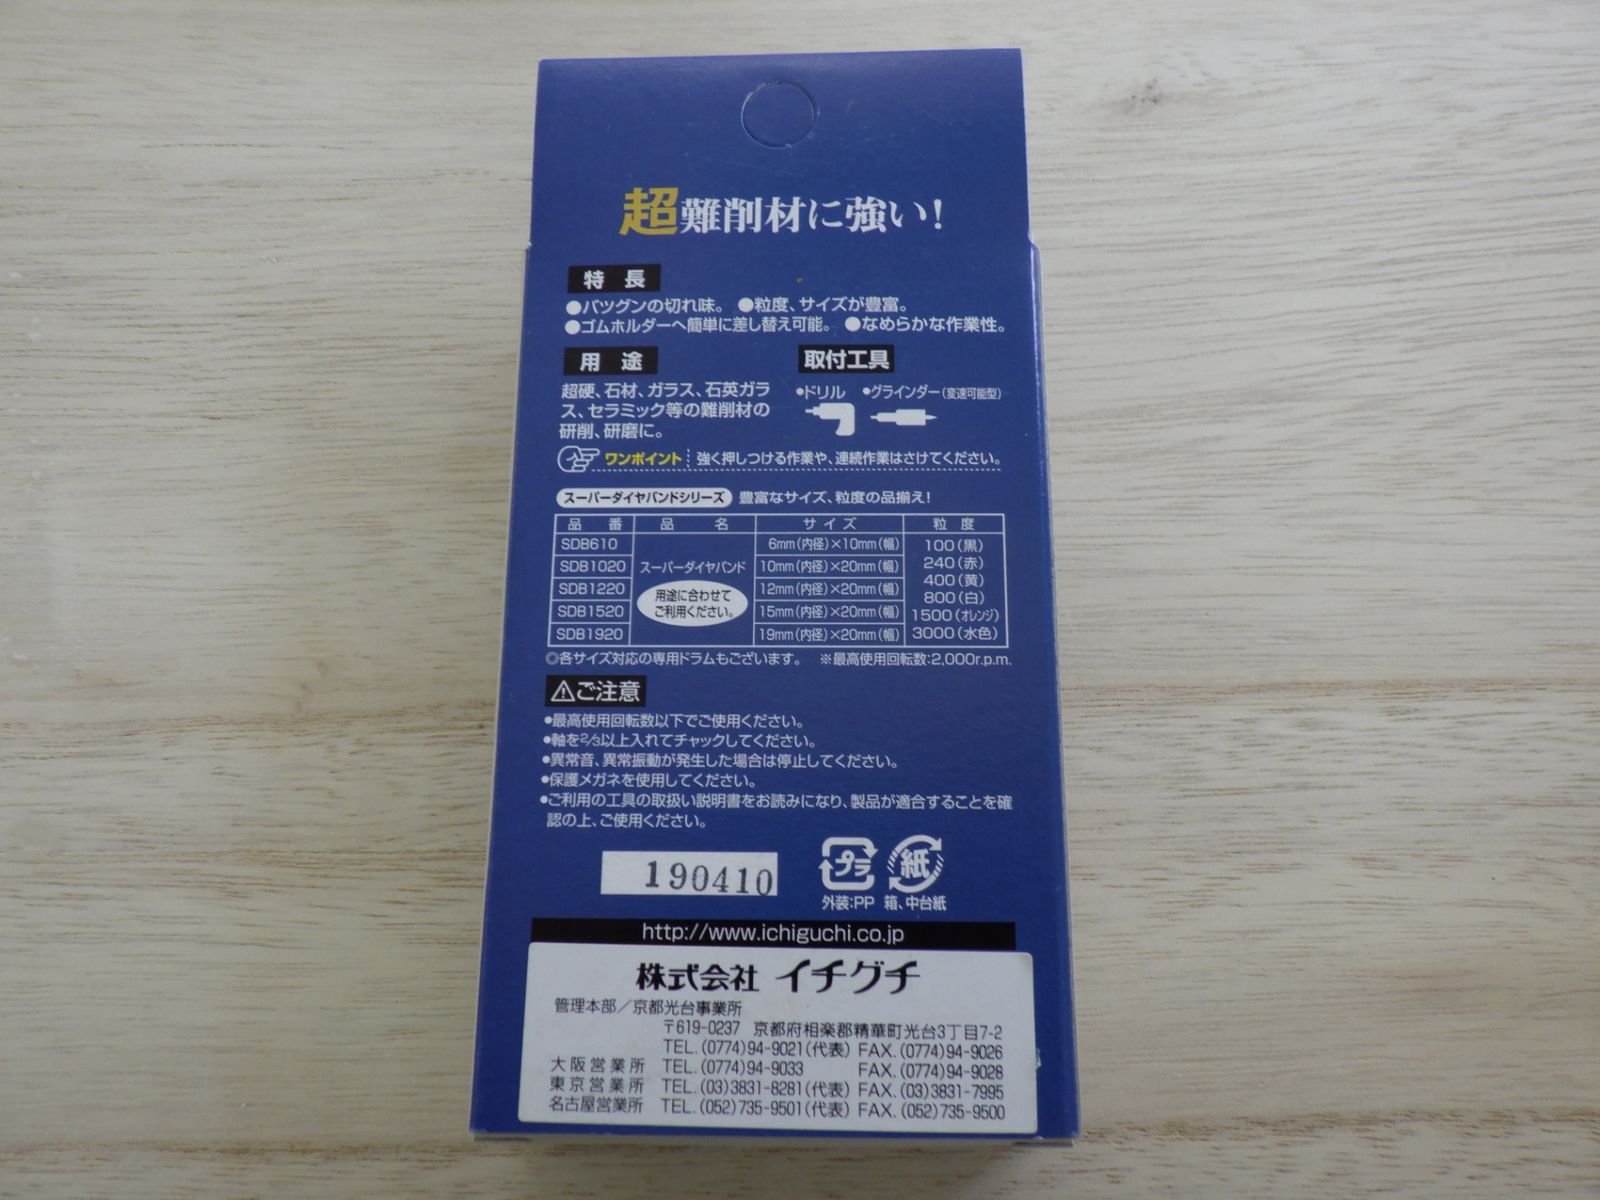 超難削材に強い!
特 長
●バツグンの切れ味。 ●粒度、サイズが豊富。
●ゴムホルダーへ簡単に差し替え可能。 ●なめらかな作業性。
用 途
超硬、石材、ガラス、石英ガラ
ス、セラミック等の難削材の
研削、研磨に。
取付工具
●ドリル ●グラインダー(変速可能型)
ワンポイント 強く押しつける作業や、連続作業はさけてください。
スーパーダイヤバンドシリーズ 豊富なサイズ、粒度の品揃え!
品 番 品 名 サ イ ズ 粒 度
SDB610 6mm(内径)×10mm(幅) 100(黒)
SDB1020 スーパーダイヤバンド 10mm(内径)×20mm(幅) 240(赤)
400(黄)
SDB1220 用途に合わせて 12mm(内径)×20mm(幅) 800(白)
SDB1520 ご利用ください。 15mm(内径)×20mm(幅) 1500(オレンジ)
SDB1920 19mm(内径)×20mm(幅) 3000(水色)
◎各サイズ対応の専用ドラムもございます。 ※最高使用回転数:2,000r.p.m.
⚠ご注意
●最高使用回転数以下でご使用ください。
●軸を2/3以上入れてチャックしてください。
●異常音、異常振動が発生した場合は停止してください。
●保護メガネを使用してください。
●ご利用の工具の取扱い説明書をお読みになり、製品が適合することを確
認の上、ご使用ください。
190410
プラ 紙
外装:PP 箱、中台紙
http://www.ichiguchi.co.jp
株式会社 イチグチ
管理本部/京都光台事業所
〒619-0237 京都府相楽郡精華町光台3丁目7-2
TEL.(0774)94-9021(代表) FAX.(0774)94-9026
大阪営業所 TEL.(0774)94-9033 FAX.(0774)94-9028
東京営業所 TEL.(03)3831-8281(代表) FAX.(03)3831-7995
名古屋営業所 TEL.(052)735-9501(代表) FAX.(052)735-9500